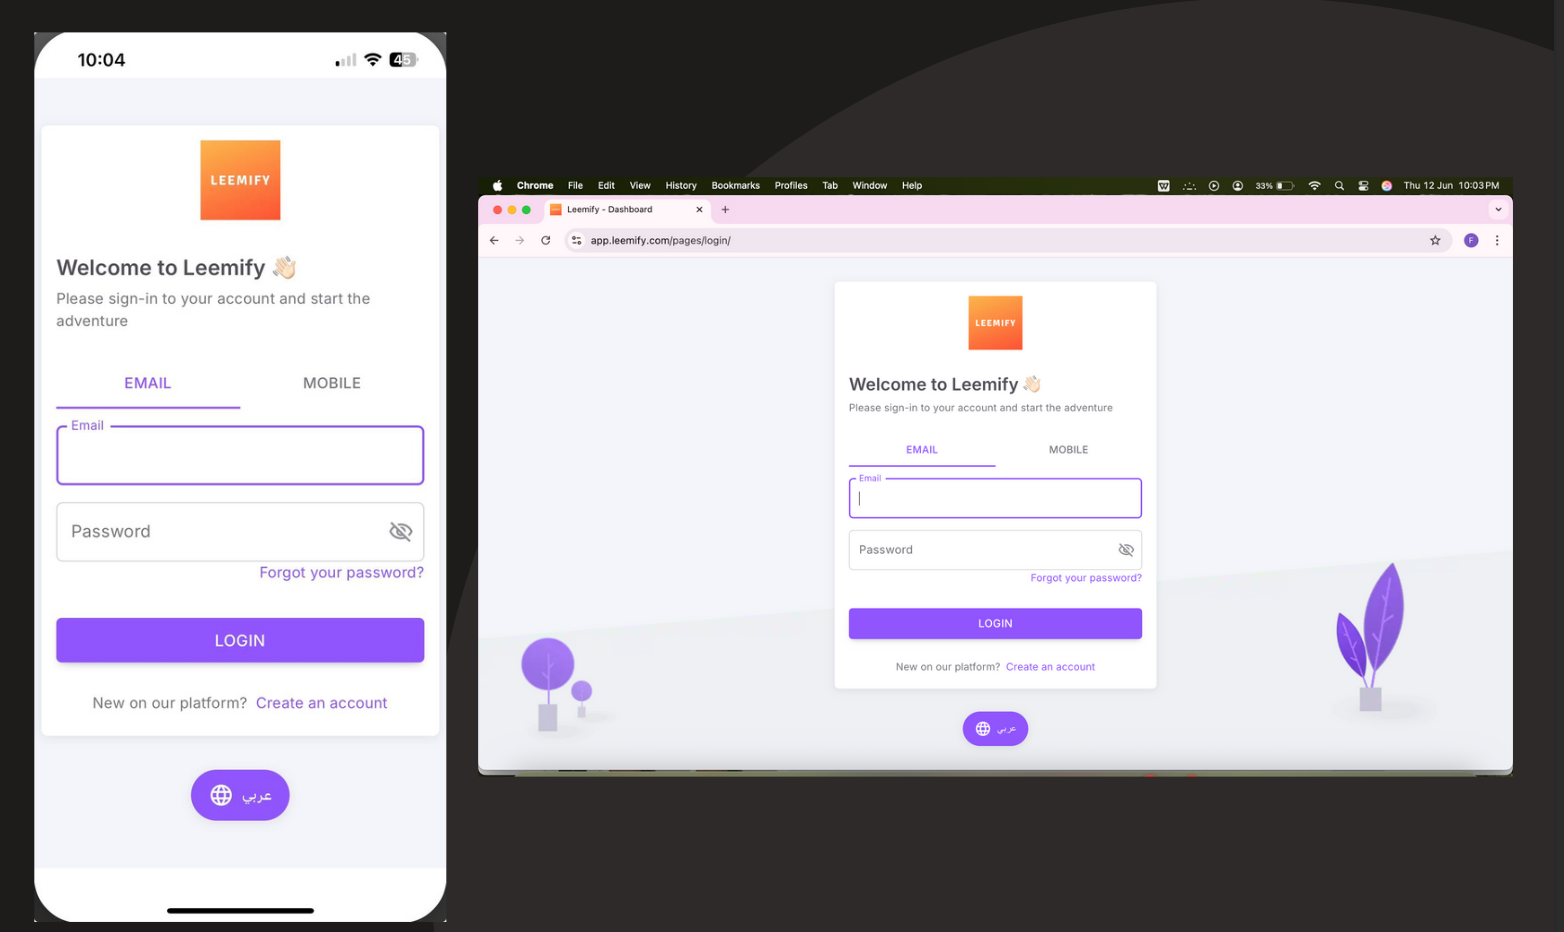 10:04
45
LEEMIFY
Welcome to Leemify 👋🏻
Please sign-in to your account and start the
adventure
EMAIL MOBILE
Email
Password
Forgot your password?
LOGIN
New on our platform? Create an account
عربي
Chrome File Edit View History Bookmarks Profiles Tab Window Help 33% Thu 12 Jun 10:03 PM
Leemify - Dashboard
app.leemify.com/pages/login/
F
LEEMIFY
Welcome to Leemify 👋🏻
Please sign-in to your account and start the adventure
EMAIL MOBILE
Email
Password
Forgot your password?
LOGIN
New on our platform? Create an account
عربي